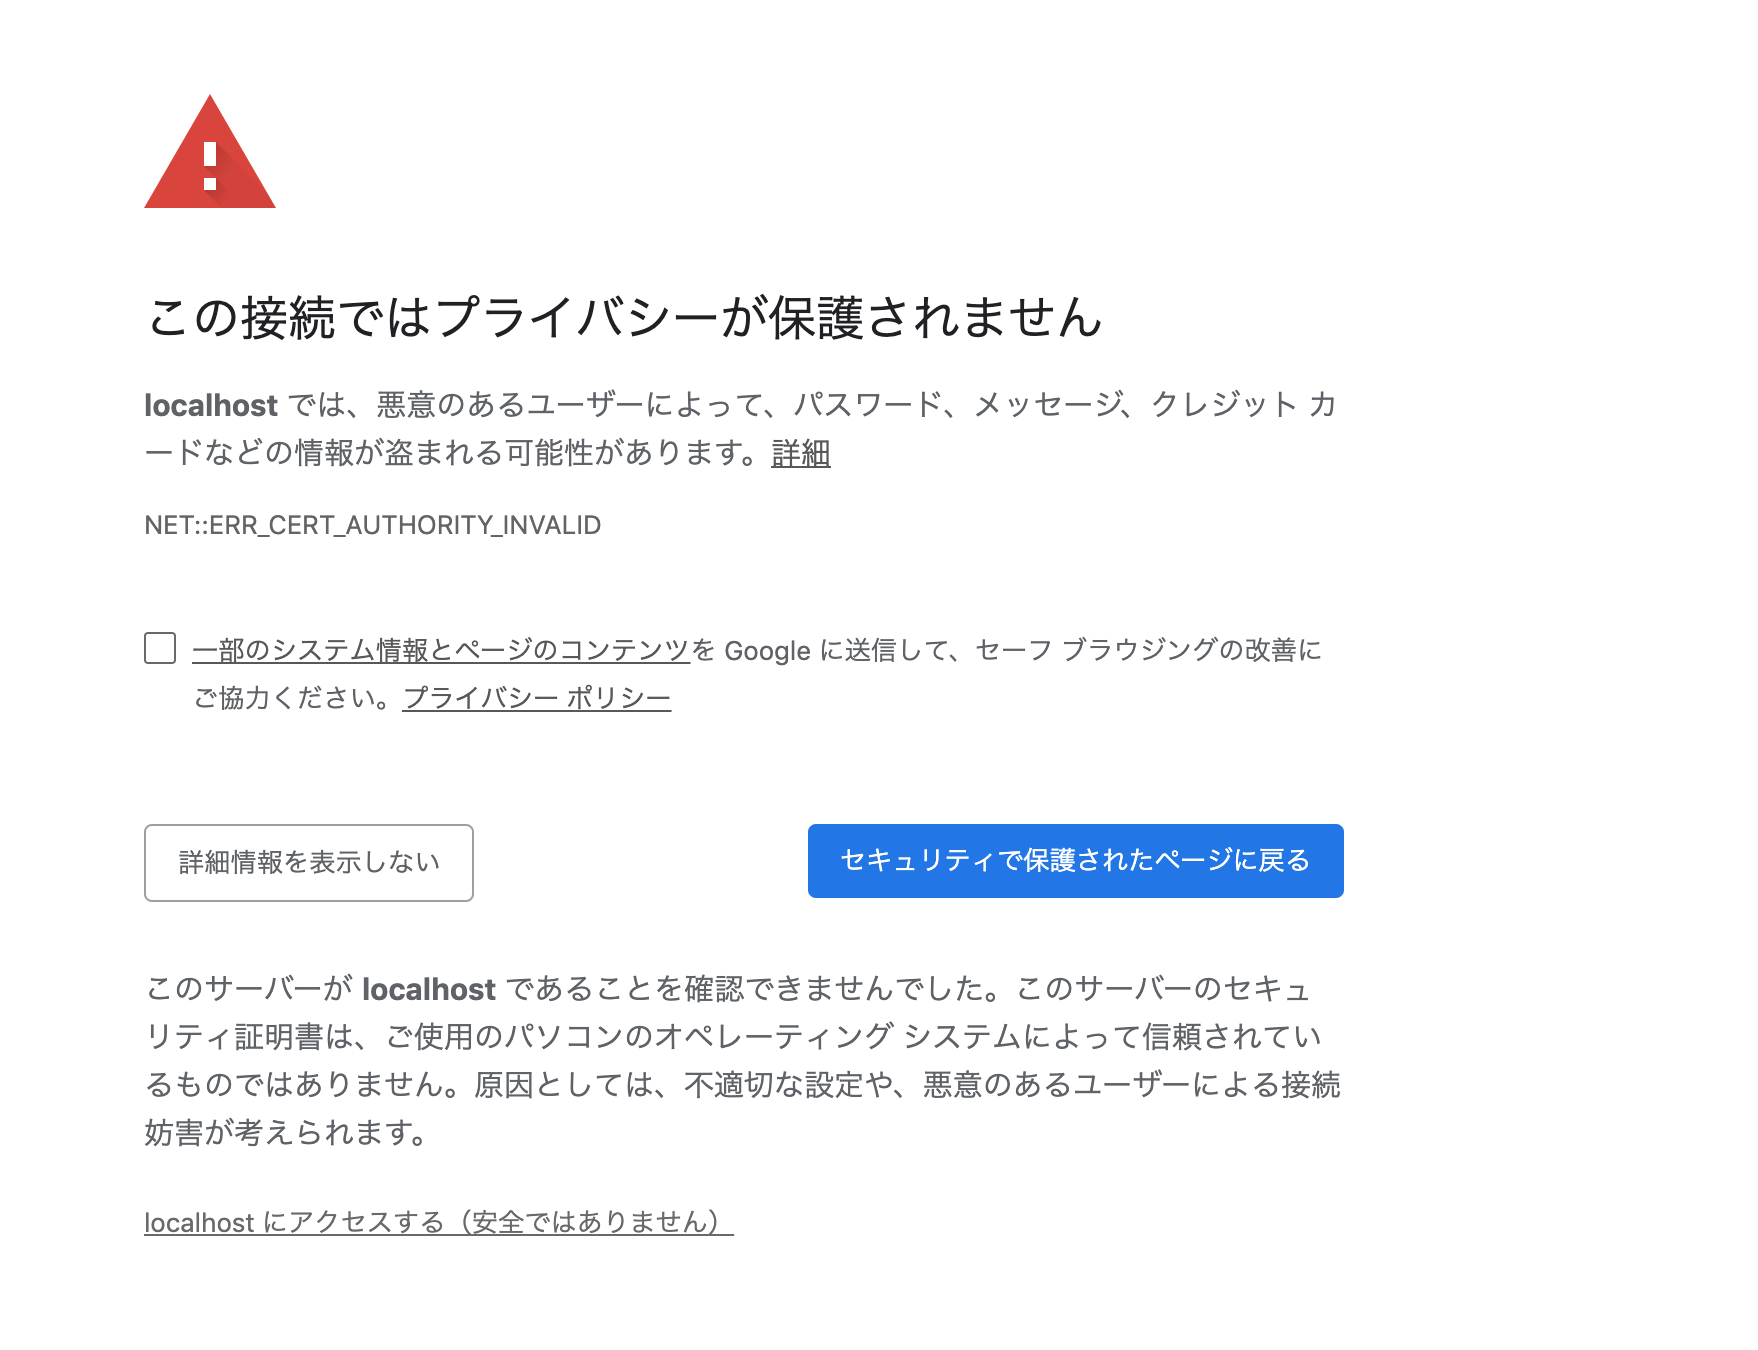 この接続ではプライバシーが保護されません
localhost では、悪意のあるユーザーによって、パスワード、メッセージ、クレジット カ
ードなどの情報が盗まれる可能性があります。詳細
NET::ERR_CERT_AUTHORITY_INVALID
一部のシステム情報とページのコンテンツを Google に送信して、セーフ ブラウジングの改善に
ご協力ください。プライバシー ポリシー
詳細情報を表示しない
セキュリティで保護されたページに戻る
このサーバーが localhost であることを確認できませんでした。このサーバーのセキュ
リティ証明書は、ご使用のパソコンのオペレーティング システムによって信頼されてい
るものではありません。原因としては、不適切な設定や、悪意のあるユーザーによる接続
妨害が考えられます。
localhost にアクセスする（安全ではありません）